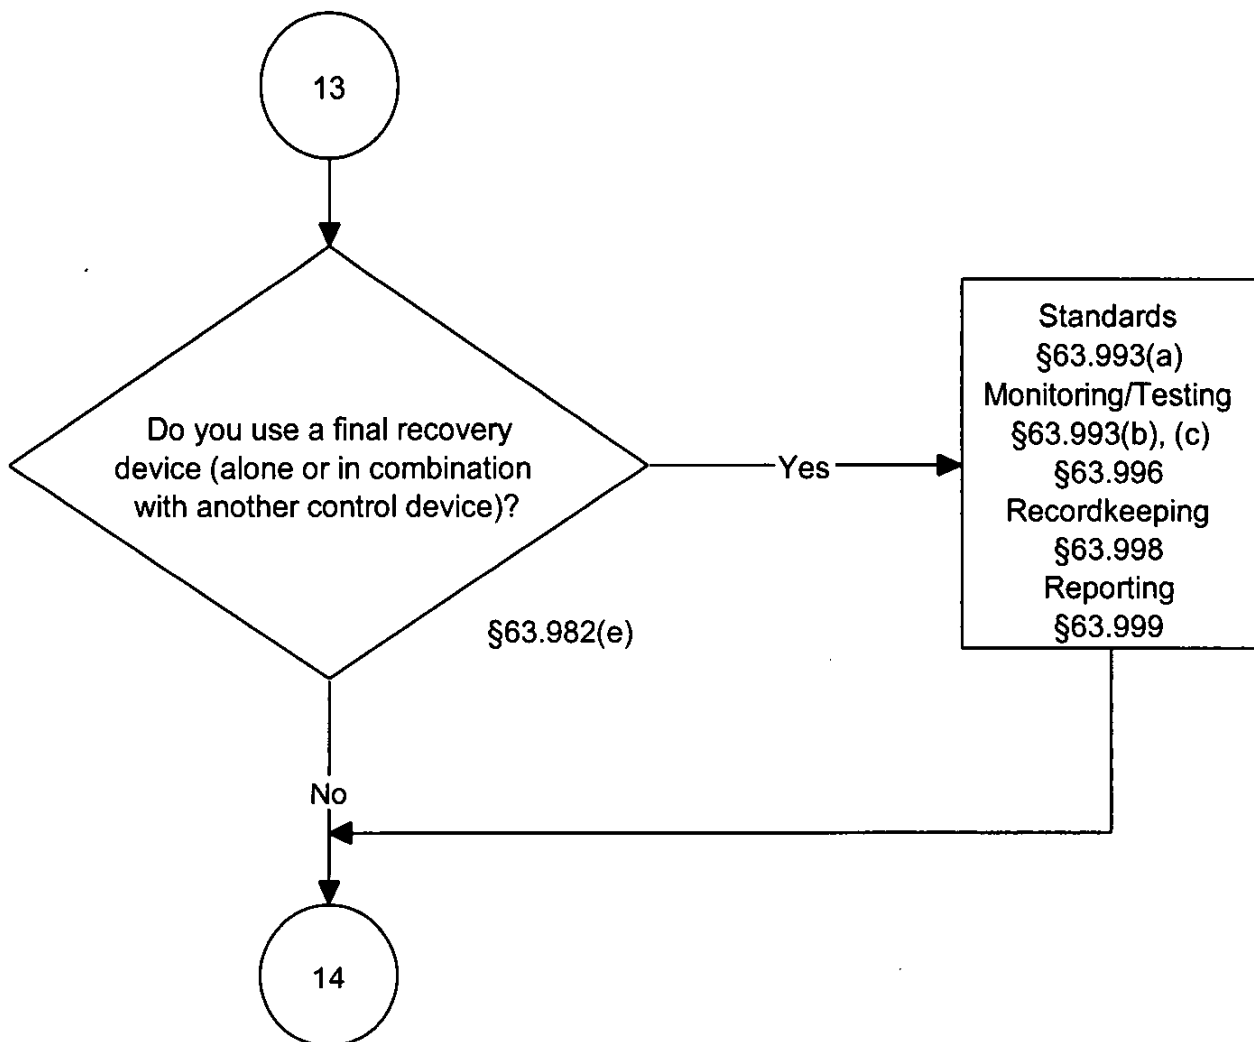 13
Do you use a final recovery
device (alone or in combination
with another control device)?
Yes
Standards
§63.993(a)
Monitoring/Testing
§63.993(b), (c)
§63.996
Recordkeeping
§63.998
Reporting
§63.999
§63.982(e)
No
14